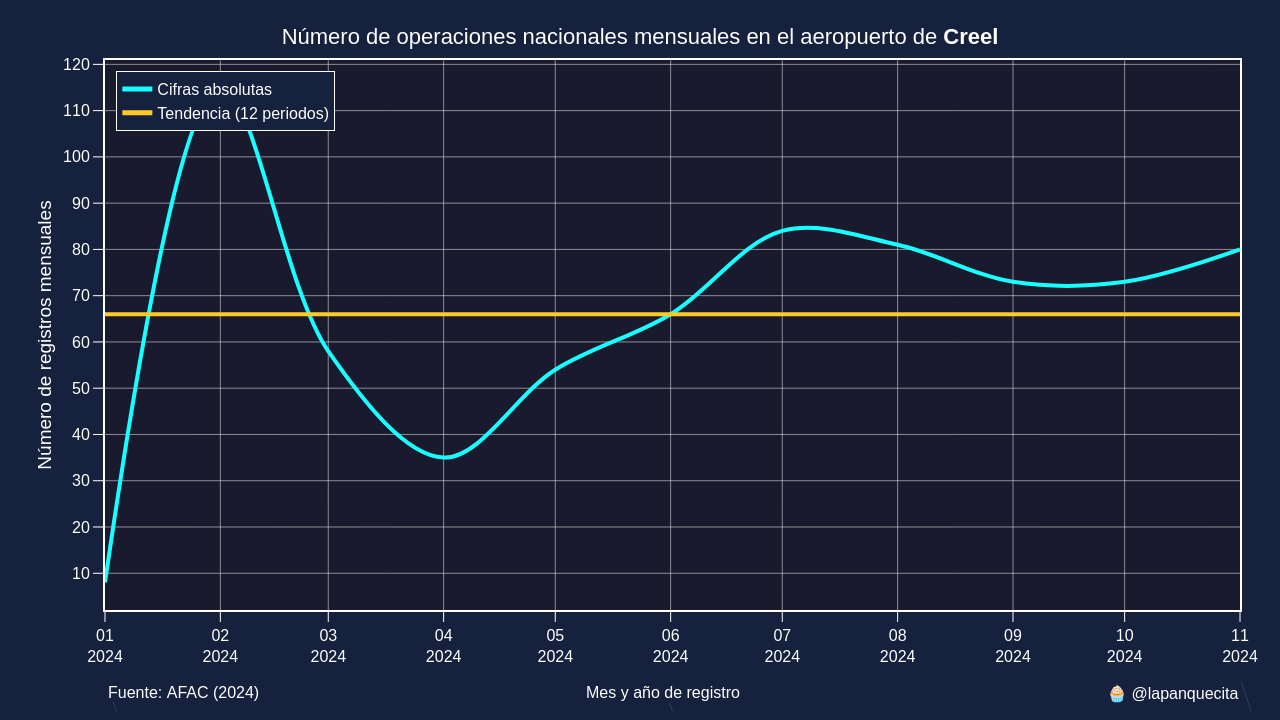 Número de operaciones nacionales mensuales en el aeropuerto de Creel
Cifras absolutas
Tendencia (12 periodos)
Número de registros mensuales
120
110
100
90
80
70
60
50
40
30
20
10
01 02 03 04 05 06 07 08 09 10 11
2024 2024 2024 2024 2024 2024 2024 2024 2024 2024 2024
Fuente: AFAC (2024) Mes y año de registro 🧁 @lapanquecita